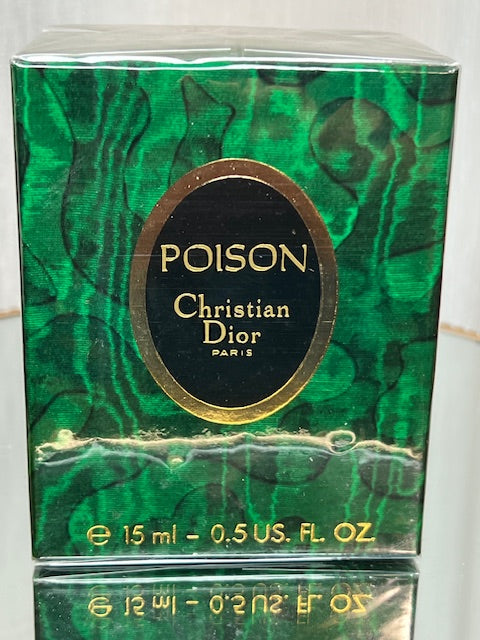 POISON
Christian
Dior
PARIS
℮ 15 ml - 0.5 US. FL. OZ.